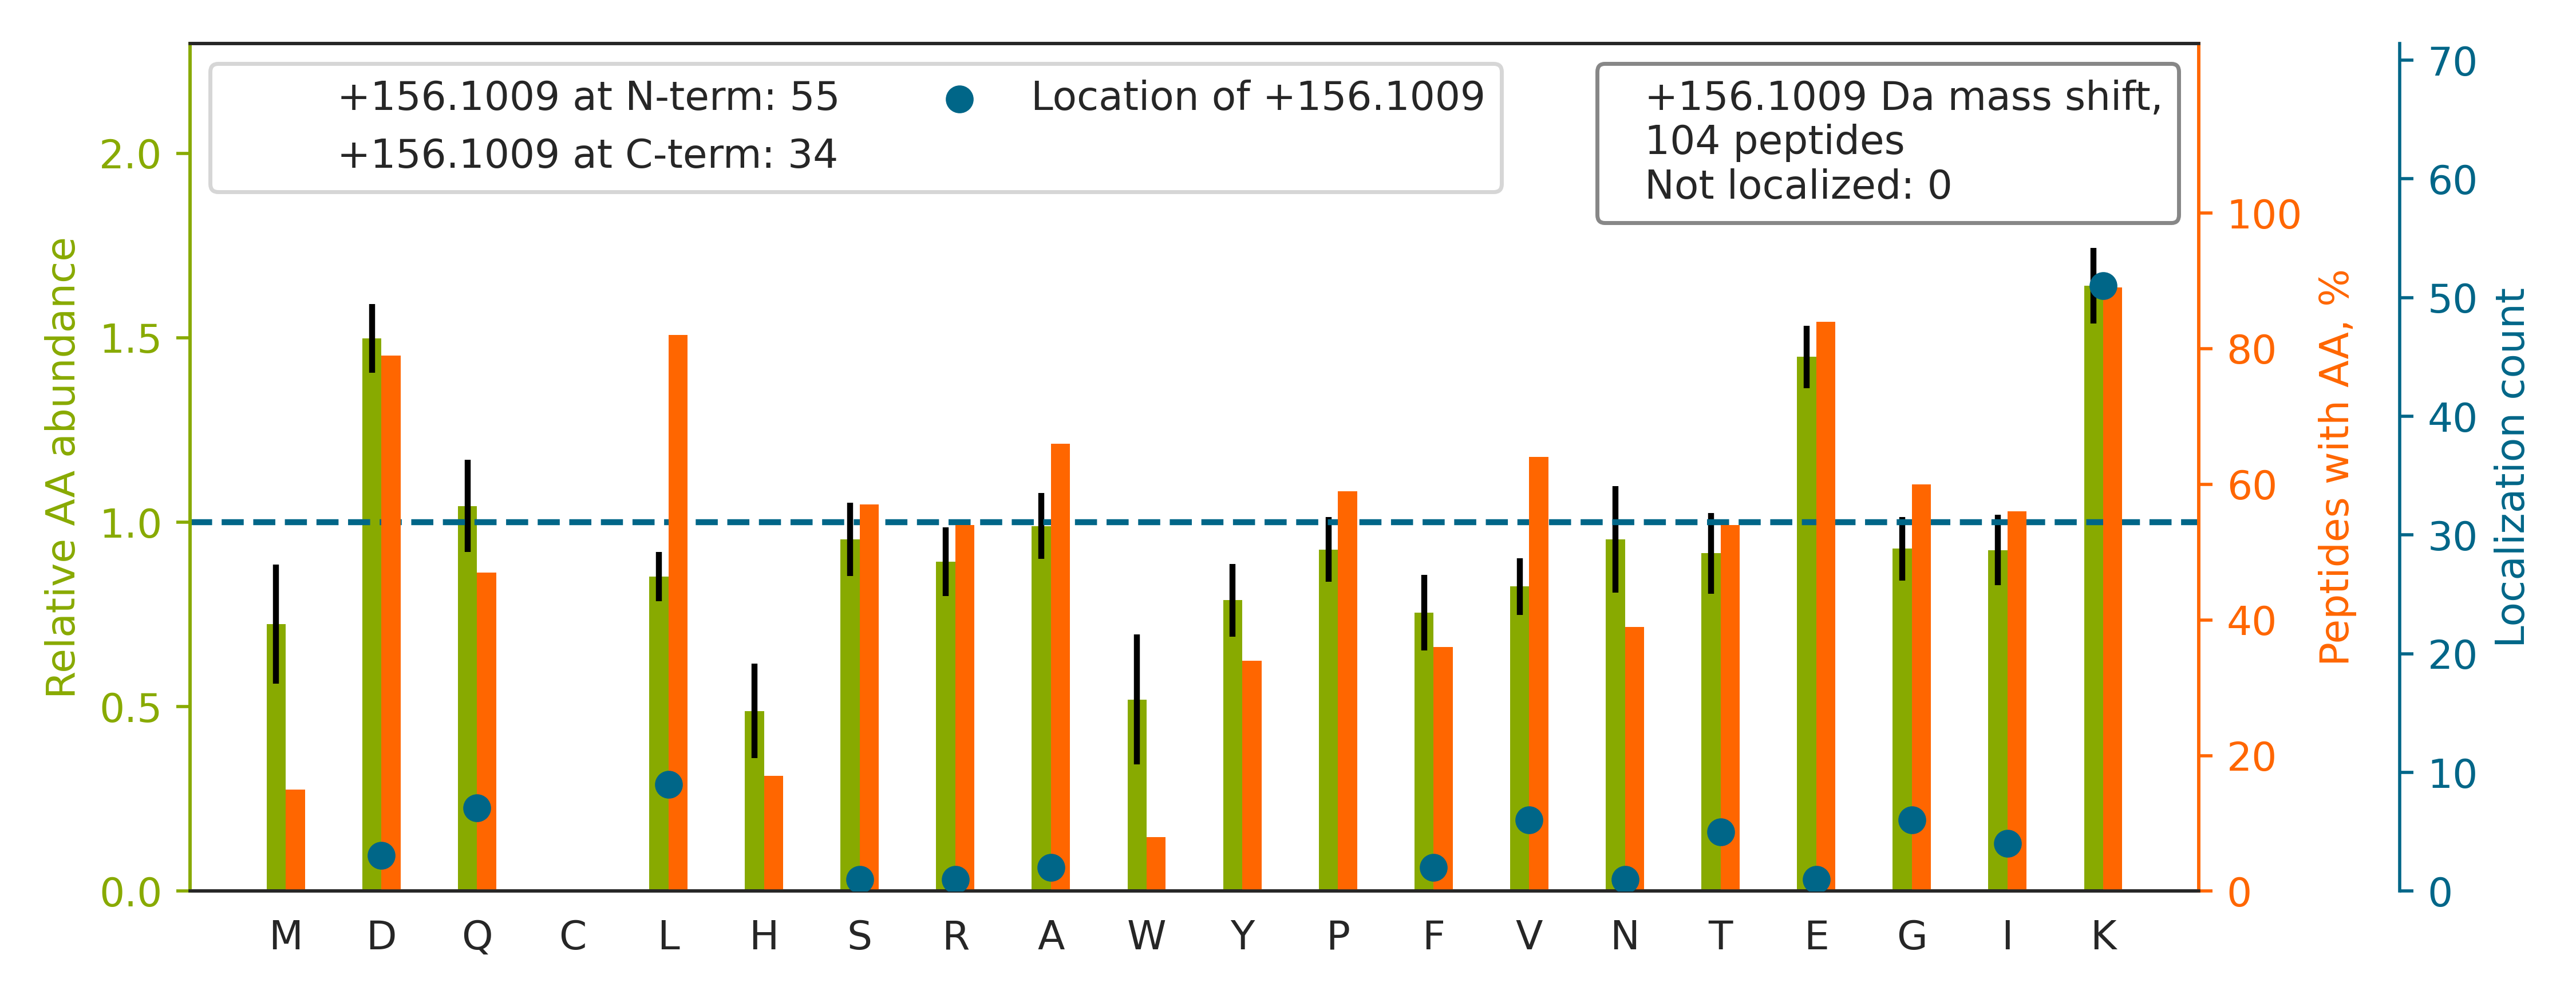 +156.1009 at N-term: 55
+156.1009 at C-term: 34
Location of +156.1009
+156.1009 Da mass shift,
104 peptides
Not localized: 0
Relative AA abundance
2.0
1.5
1.0
0.5
0.0
M D Q C L H S R A W Y P F V N T E G I K
100
80
60
40
20
0
Peptides with AA, %
70
60
50
40
30
20
10
0
Localization count